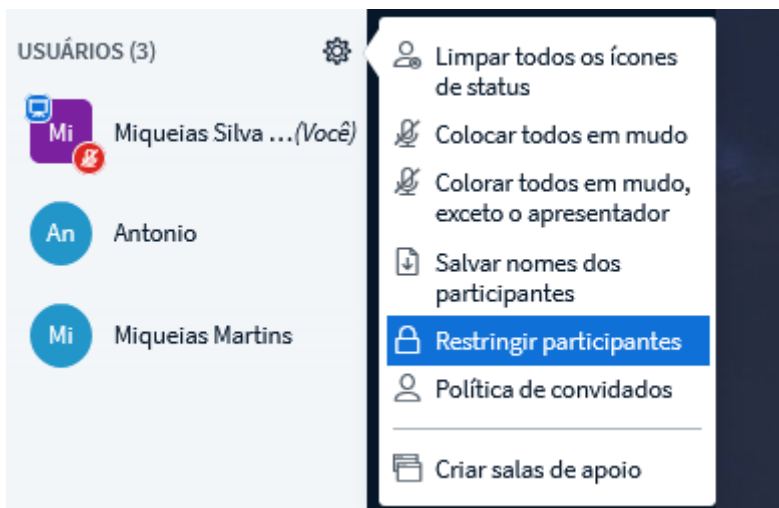 USUÁRIOS (3)
Mi
Miqueias Silva ...(Você)
An
Antonio
Mi
Miqueias Martins
Limpar todos os ícones
de status
Colocar todos em mudo
Colorar todos em mudo,
exceto o apresentador
Salvar nomes dos
participantes
Restringir participantes
Política de convidados
Criar salas de apoio